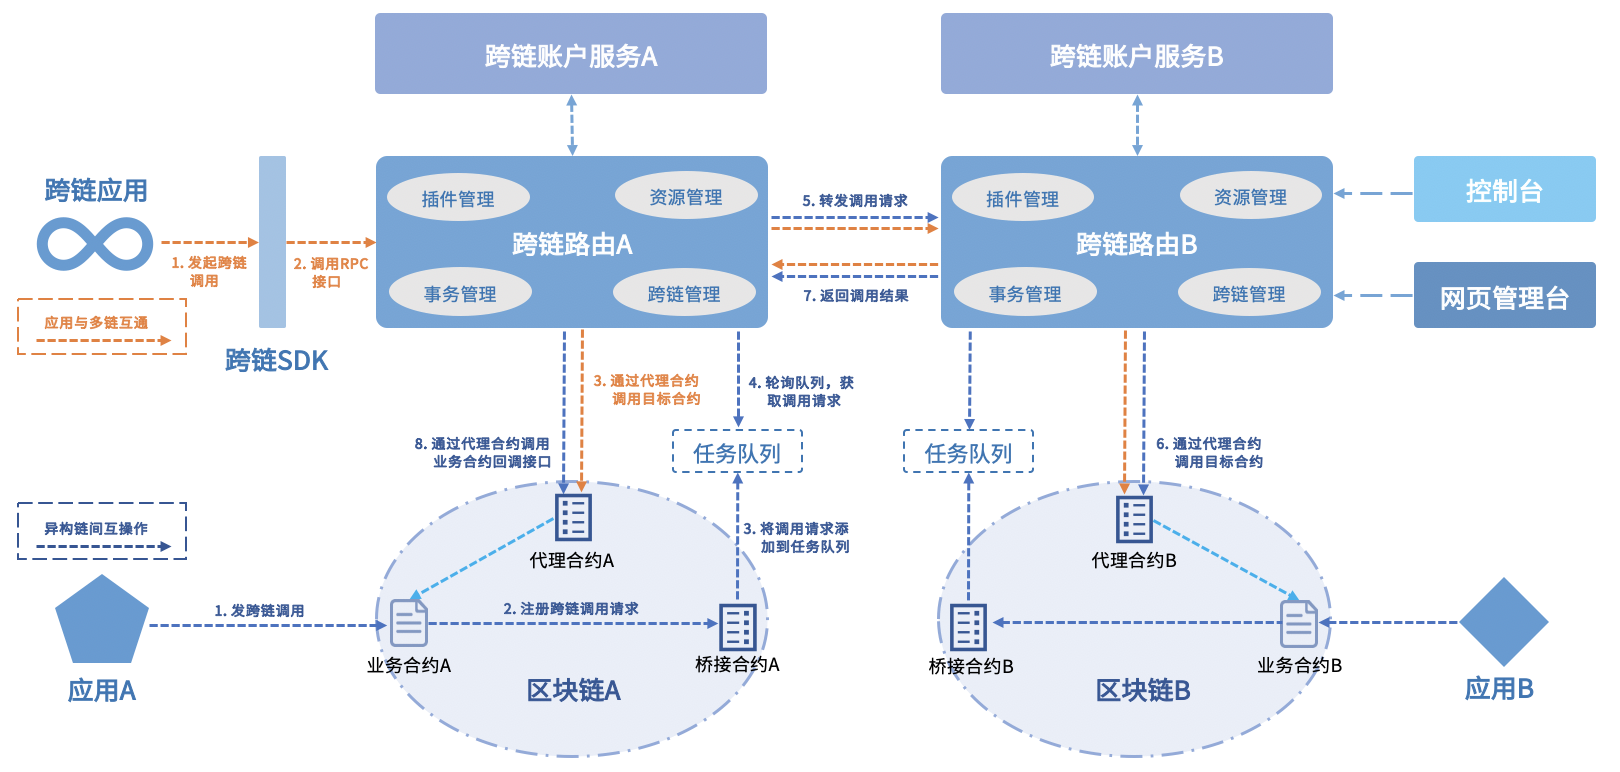 跨链账户服务A
跨链账户服务B
跨链应用
插件管理
资源管理
跨链路由A
事务管理
跨链管理
5. 转发调用请求
7. 返回调用结果
插件管理
资源管理
跨链路由B
事务管理
跨链管理
控制台
网页管理台
1. 发起跨链
调用
2. 调用RPC
接口
应用与多链互通
跨链SDK
3. 通过代理合约
调用目标合约
4. 轮询队列，获
取调用请求
8. 通过代理合约调用
业务合约回调接口
任务队列
任务队列
6. 通过代理合约
调用目标合约
异构链间互操作
代理合约A
3. 将调用请求添
加到任务队列
代理合约B
1. 发跨链调用
2. 注册跨链调用请求
业务合约A
桥接合约A
桥接合约B
业务合约B
应用A
区块链A
区块链B
应用B